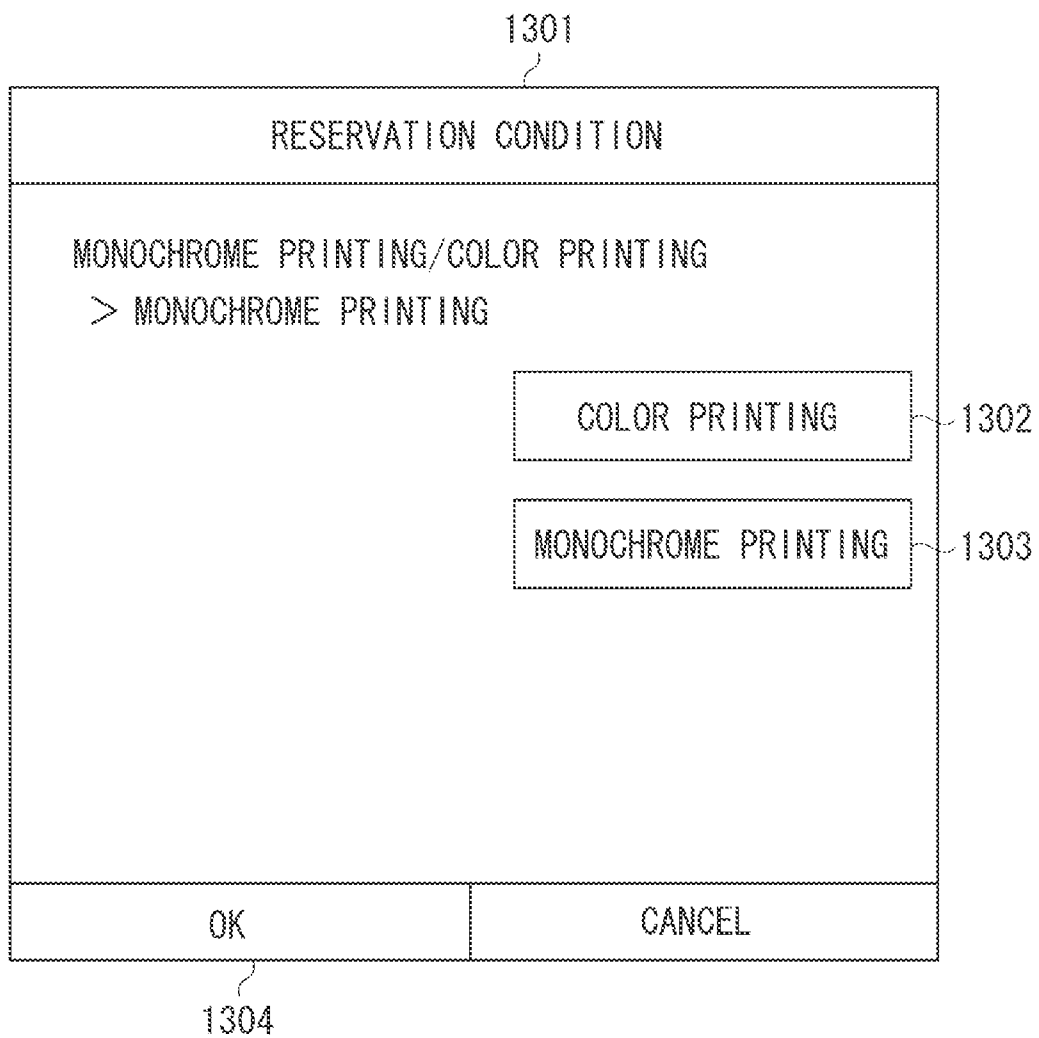 1301
RESERVATION CONDITION
MONOCHROME PRINTING/COLOR PRINTING
> MONOCHROME PRINTING
COLOR PRINTING
1302
MONOCHROME PRINTING
1303
OK
CANCEL
1304